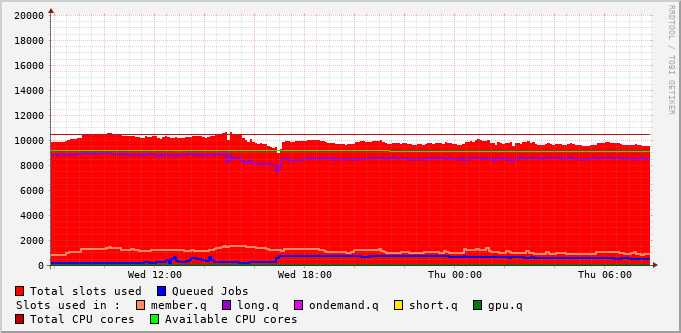 20000
18000
16000
14000
12000
10000
8000
6000
4000
2000
0
Wed 12:00 Wed 18:00 Thu 00:00 Thu 06:00
RRDTOOL / TOBI OETIKER
Total slots used Queued Jobs
Slots used in : member.q long.q ondemand.q short.q gpu.q
Total CPU cores Available CPU cores